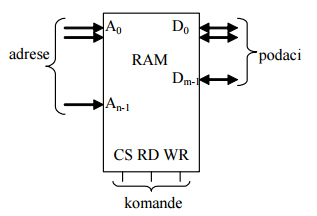 A0 D0
adrese RAM podaci
Dm-1
An-1
CS RD WR
komande